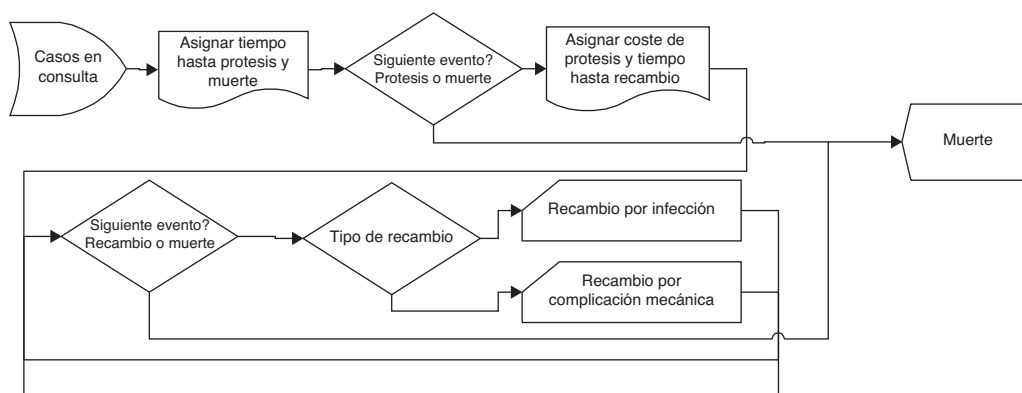 Casos en
consulta
Asignar tiempo
hasta protesis y
muerte
Siguiente evento?
Protesis o muerte
Asignar coste de
protesis y tiempo
hasta recambio
Muerte
Siguiente evento?
Recambio o muerte
Tipo de recambio
Recambio por infección
Recambio por
complicación mecánica